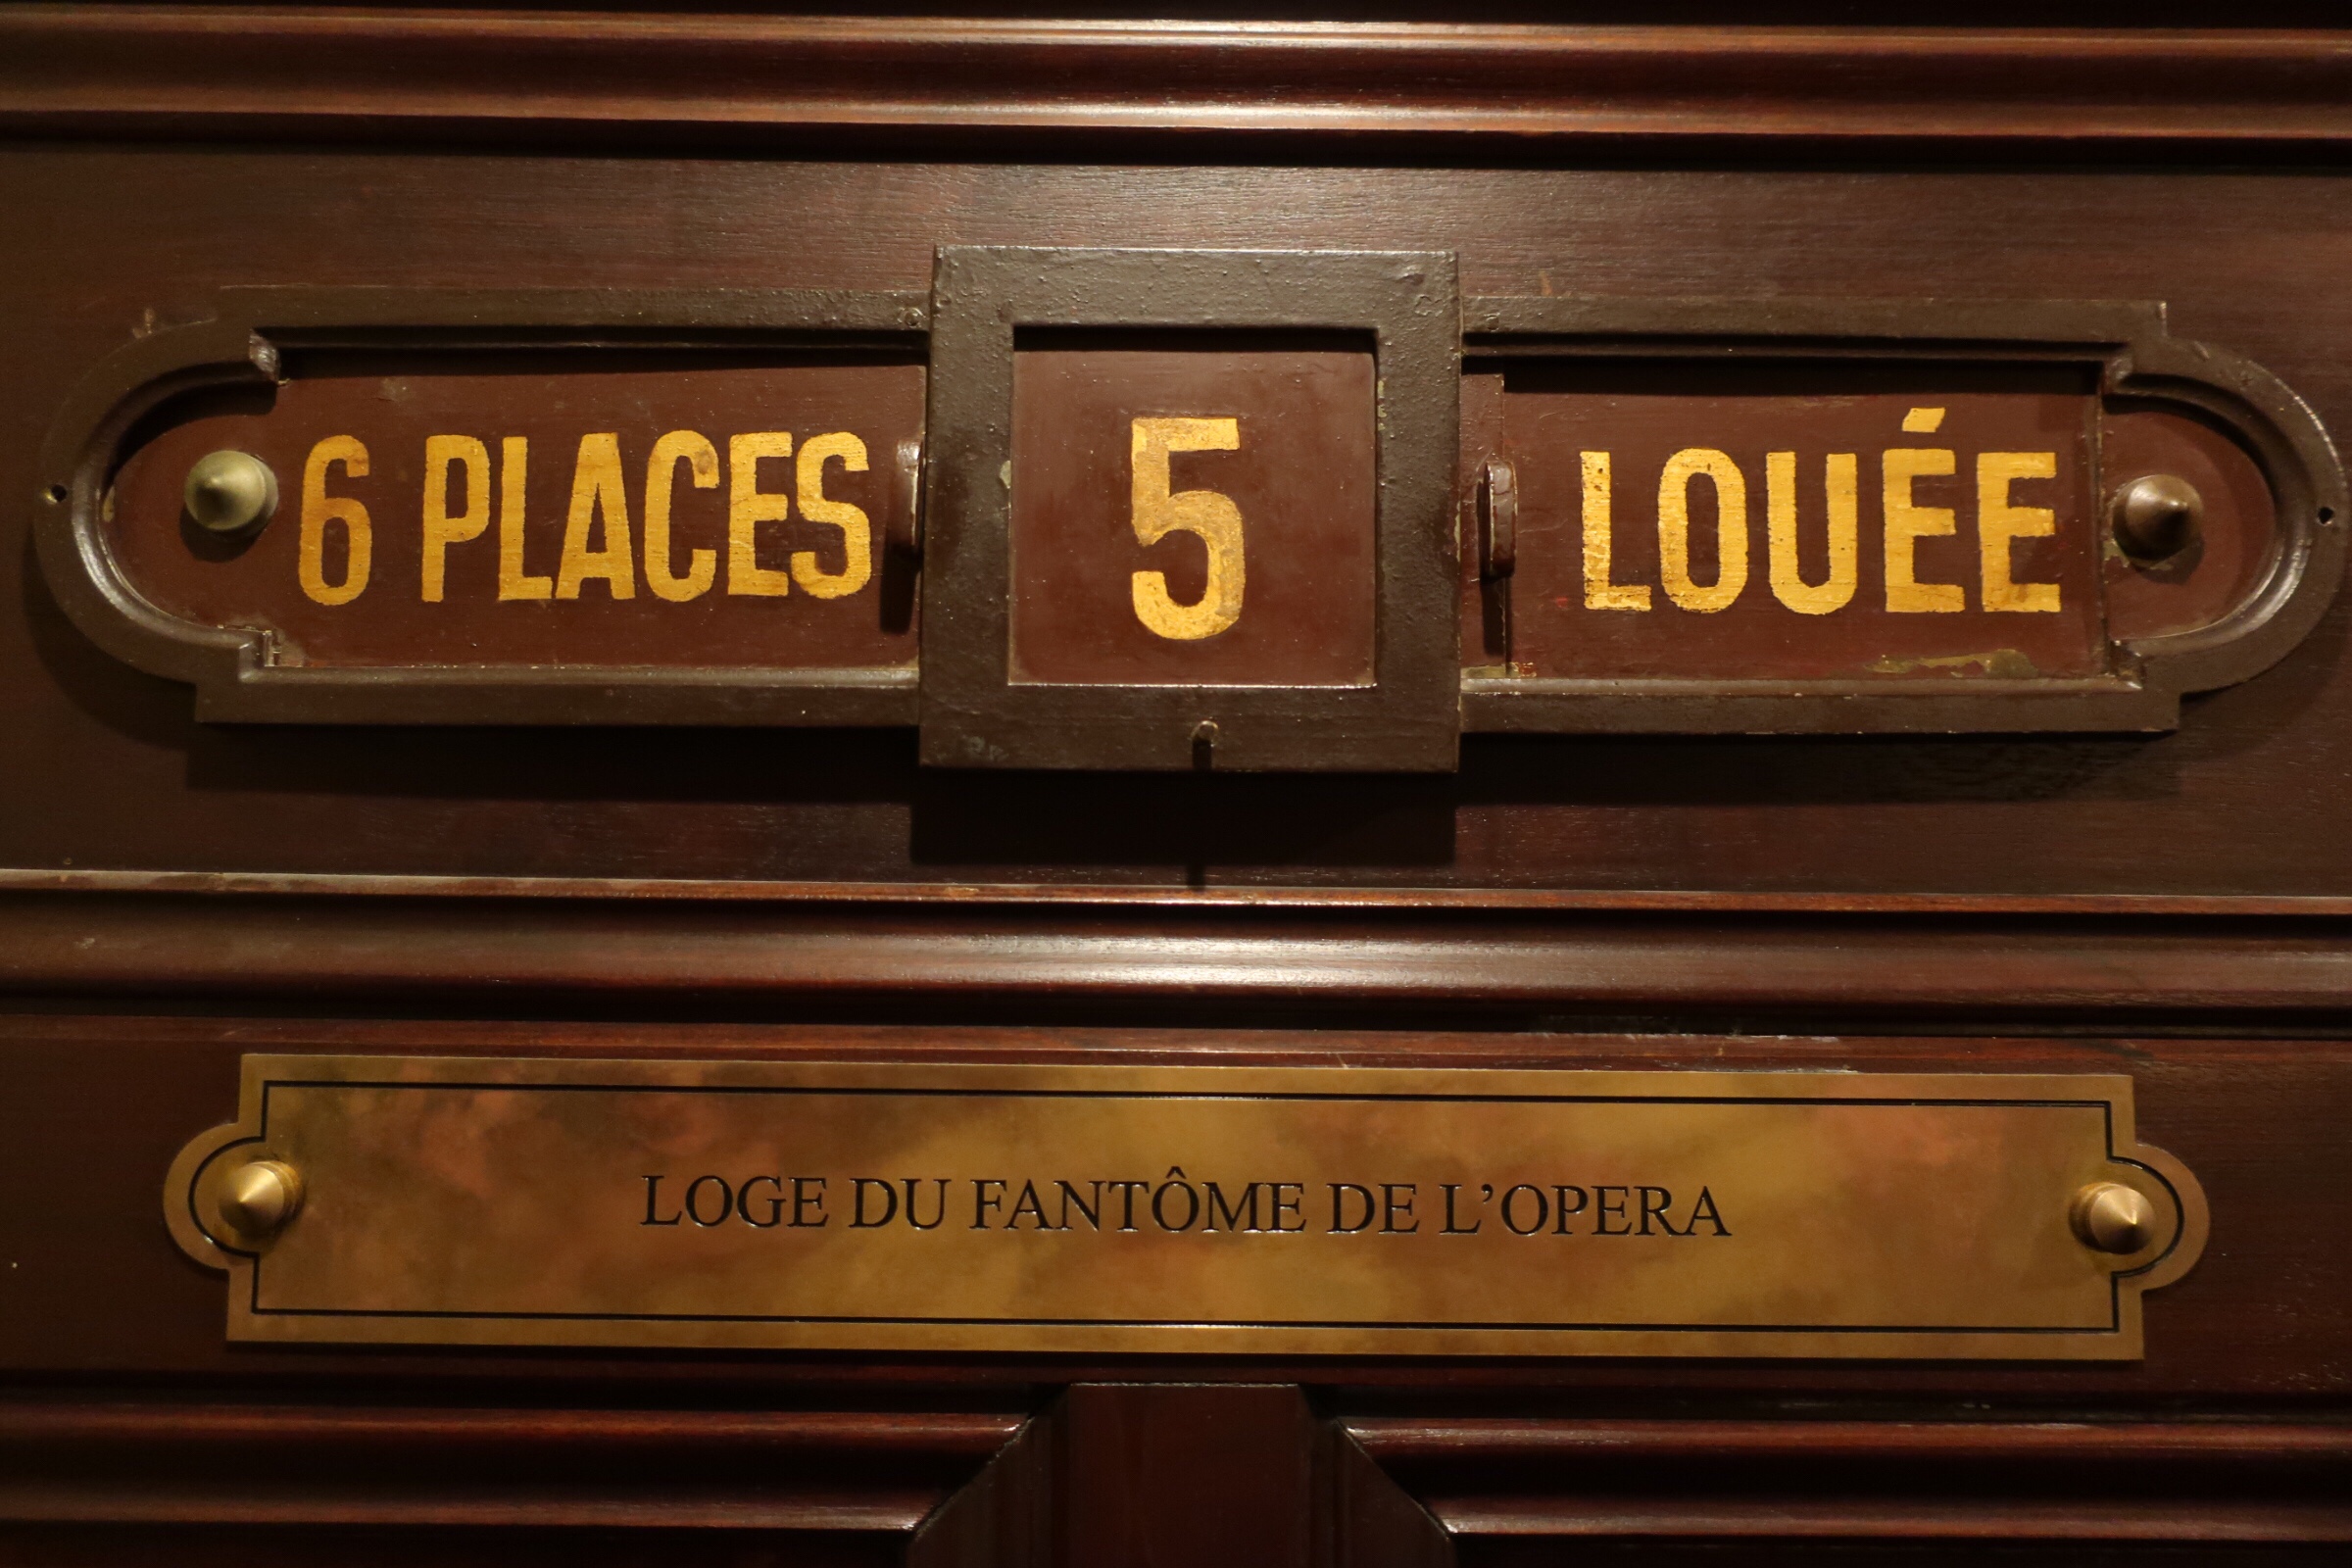 6 PLACES 5 LOUÉE
LOGE DU FANTÔME DE L'OPERA